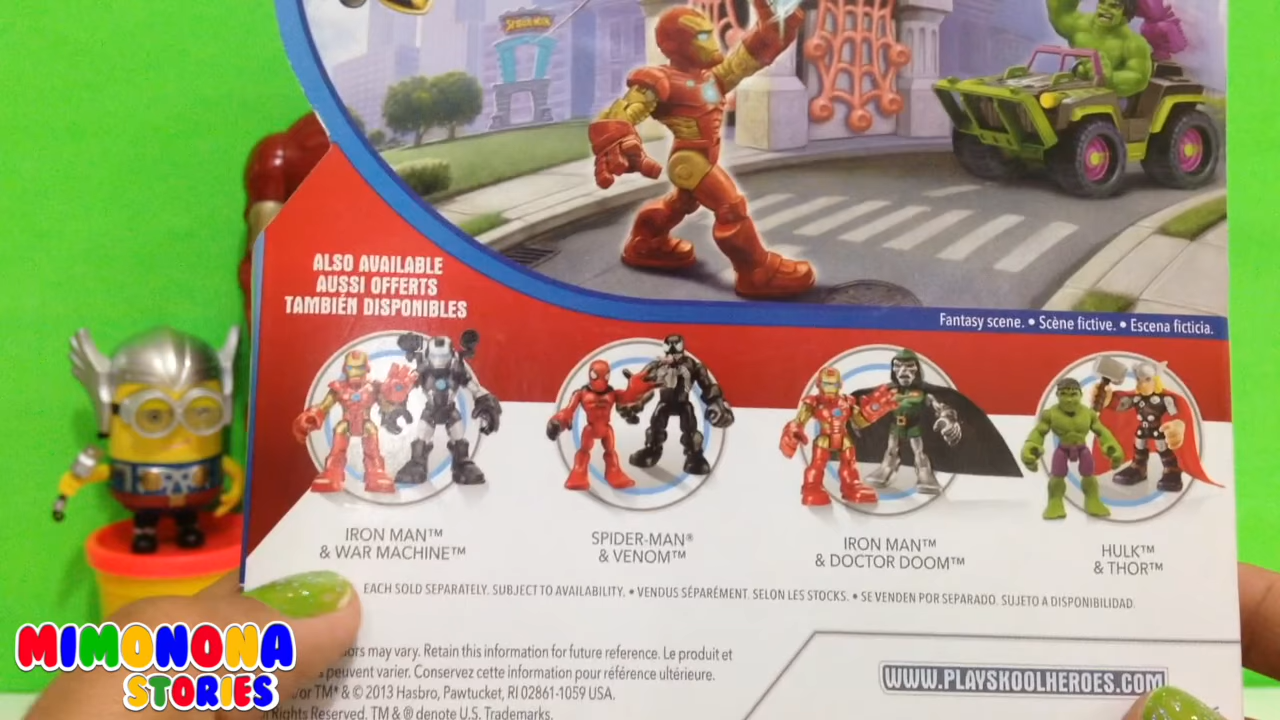 SPIDER-MAN
ALSO AVAILABLE
AUSSI OFFERTS
TAMBIÉN DISPONIBLES
Fantasy scene. • Scène fictive. • Escena ficticia.
IRON MAN™
& WAR MACHINE™
SPIDER-MAN®
& VENOM™
IRON MAN™
& DOCTOR DOOM™
HULK™
& THOR™
EACH SOLD SEPARATELY. SUBJECT TO AVAILABILITY. • VENDUS SÉPARÉMENT. SELON LES STOCKS. • SE VENDEN POR SEPARADO. SUJETO A DISPONIBILIDAD.
ors may vary. Retain this information for future reference. Le produit et
peuvent varier. Conservez cette information pour référence ultérieure.
/or TM* & © 2013 Hasbro, Pawtucket, RI 02861-1059 USA.
Rights Reserved. TM & ® denote U.S. Trademarks.
WWW.PLAYSKOOLHEROES.COM
MIMONONA
STORIES